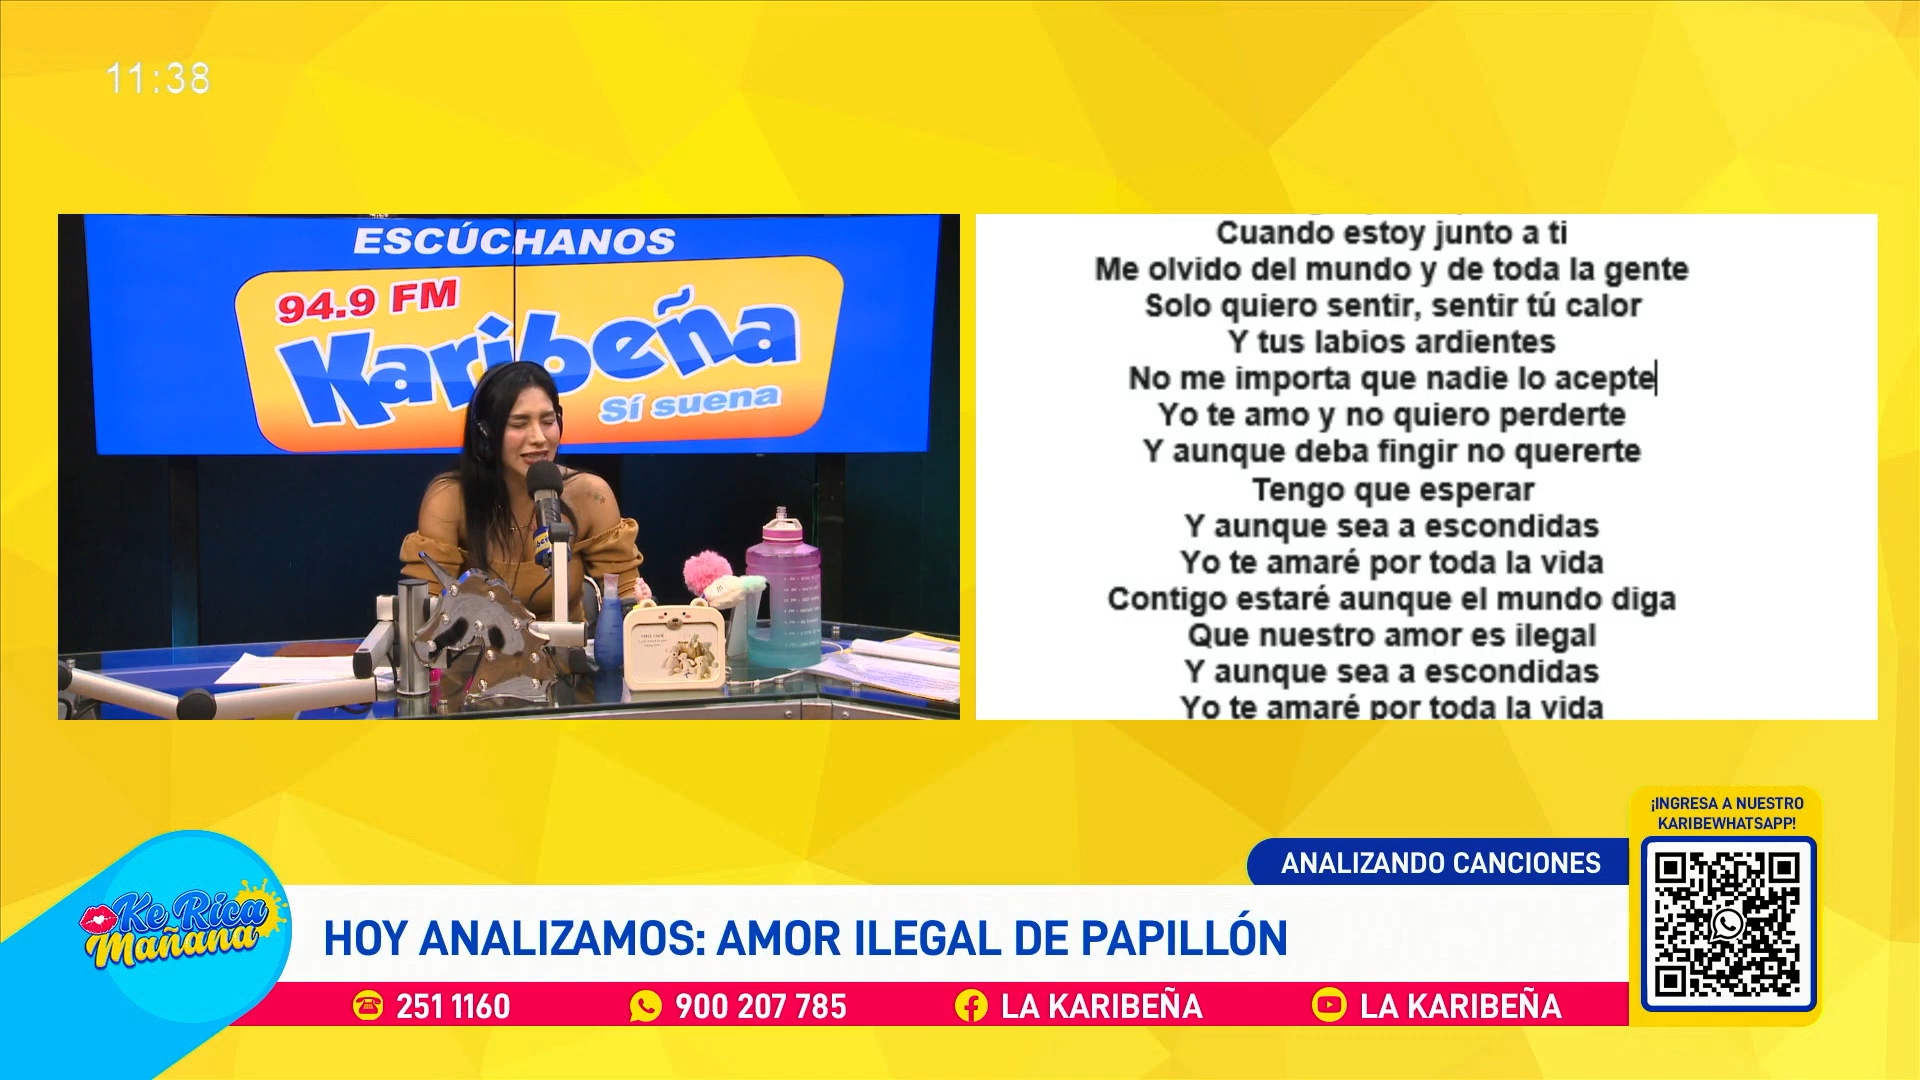 11:38
ESCÚCHANOS
94.9 FM
Karibeña
Sí suena
Cuando estoy junto a ti
Me olvido del mundo y de toda la gente
Solo quiero sentir, sentir tú calor
Y tus labios ardientes
No me importa que nadie lo acepte
Yo te amo y no quiero perderte
Y aunque deba fingir no quererte
Tengo que esperar
Y aunque sea a escondidas
Yo te amaré por toda la vida
Contigo estaré aunque el mundo diga
Que nuestro amor es ilegal
Y aunque sea a escondidas
Yo te amaré por toda la vida
¡INGRESA A NUESTRO
KARIBEWHATSAPP!
ANALIZANDO CANCIONES
Ke Rica
Mañana
HOY ANALIZAMOS: AMOR ILEGAL DE PAPILLÓN
251 1160
900 207 785
LA KARIBEÑA
LA KARIBEÑA